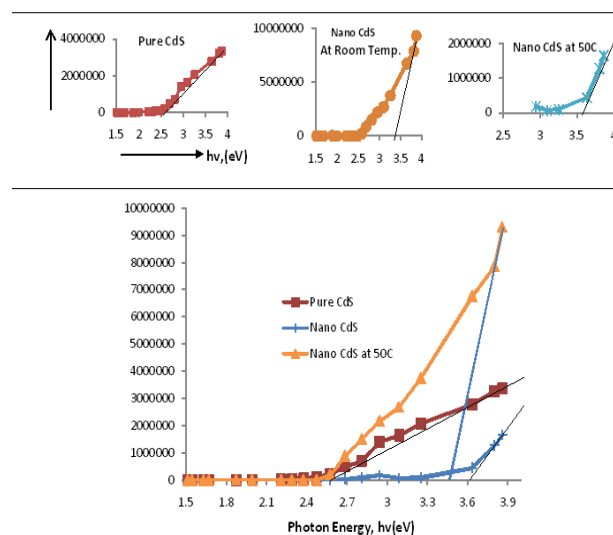 4000000
2000000
0
Pure CdS
1.5 2 2.5 3 3.5 4
hv,(eV)
10000000
5000000
0
Nano CdS
At Room Temp.
1.5 2 2.5 3 3.5 4
2000000
1000000
0
Nano CdS at 50C
2.5 3 3.5 4
10000000
9000000
8000000
7000000
6000000
5000000
4000000
3000000
2000000
1000000
0
Pure CdS
Nano CdS
Nano CdS at 50C
1.5 1.8 2.1 2.4 2.7 3 3.3 3.6 3.9
Photon Energy, hv(eV)